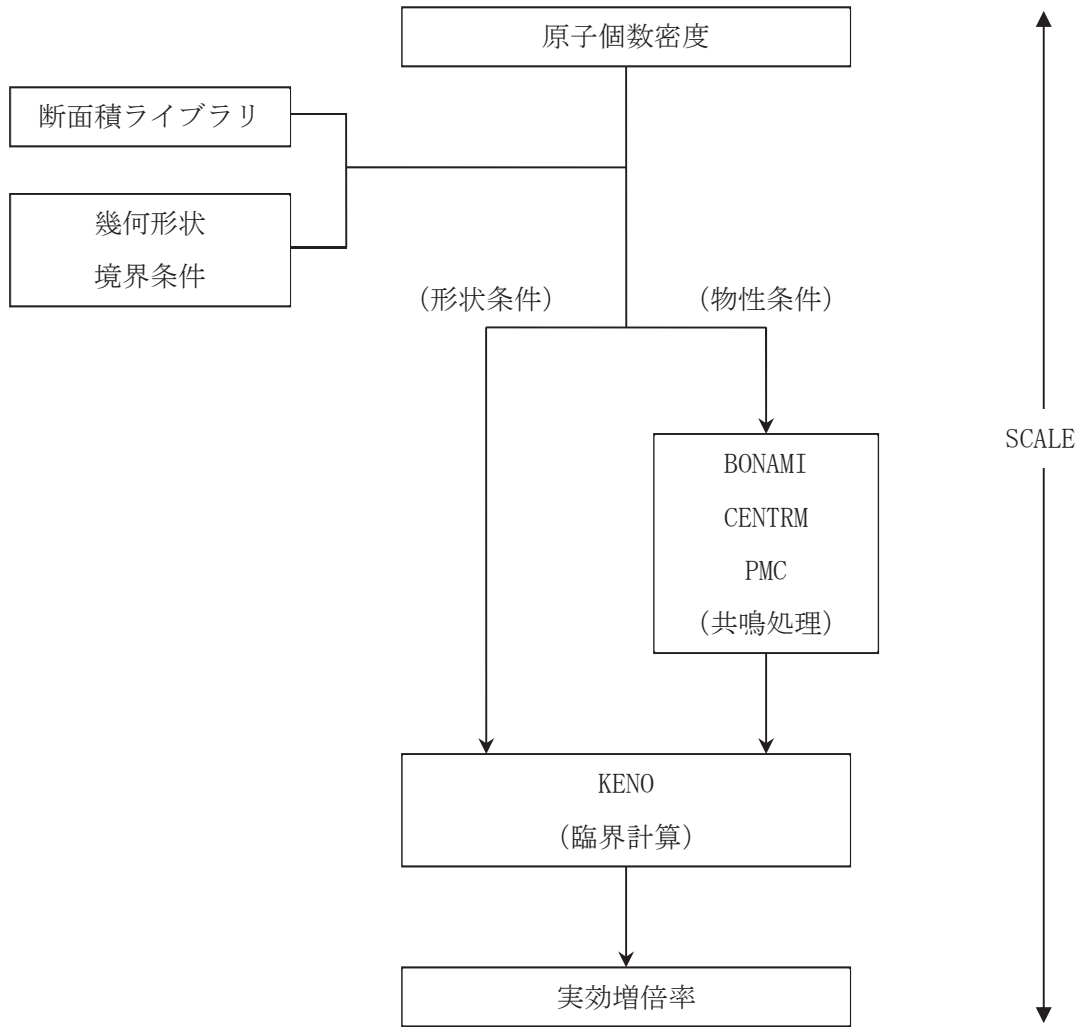 原子個数密度
断面積ライブラリ
幾何形状
境界条件
(形状条件)
(物性条件)
SCALE
BONAMI
CENTRM
PMC
(共鳴処理)
KENO
(臨界計算)
実効増倍率